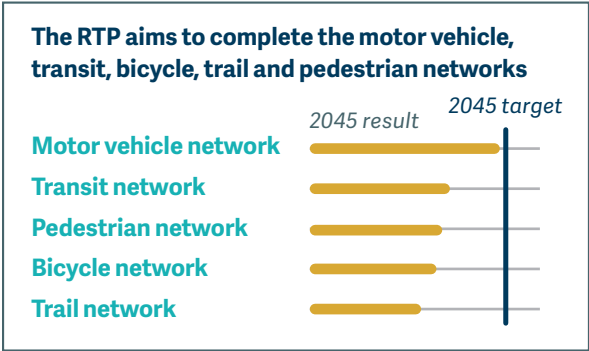 The RTP aims to complete the motor vehicle,
transit, bicycle, trail and pedestrian networks
2045 result
2045 target
Motor vehicle network
Transit network
Pedestrian network
Bicycle network
Trail network